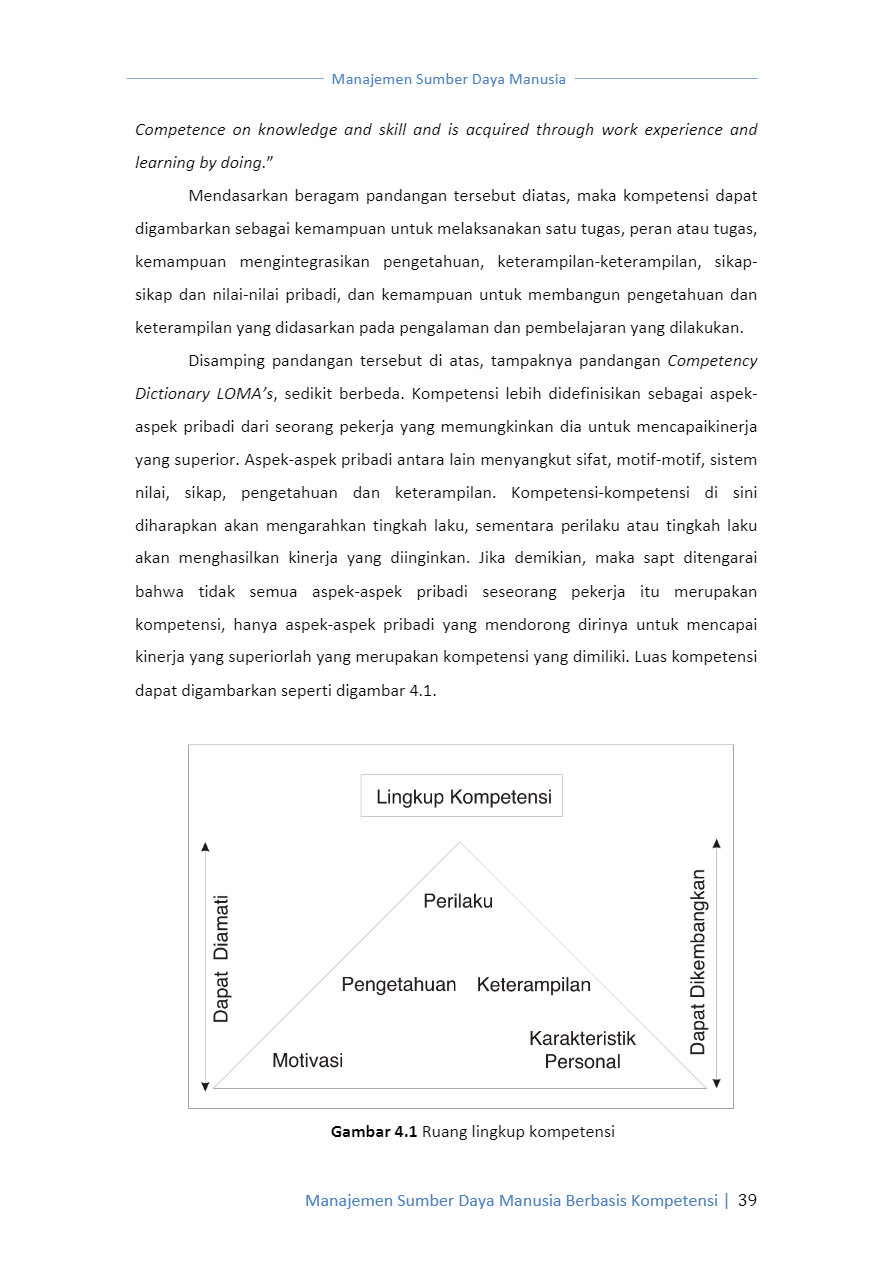 Manajemen Sumber Daya Manusia
Competence on knowledge and skill and is acquired through work experience and
learning by doing.”
Mendasarkan beragam pandangan tersebut diatas, maka kompetensi dapat
digambarkan sebagai kemampuan untuk melaksanakan satu tugas, peran atau tugas,
kemampuan mengintegrasikan pengetahuan, keterampilan-keterampilan, sikap-
sikap dan nilai-nilai pribadi, dan kemampuan untuk membangun pengetahuan dan
keterampilan yang didasarkan pada pengalaman dan pembelajaran yang dilakukan.
Disamping pandangan tersebut di atas, tampaknya pandangan Competency
Dictionary LOMA’s, sedikit berbeda. Kompetensi lebih didefinisikan sebagai aspek-
aspek pribadi dari seorang pekerja yang memungkinkan dia untuk mencapaikinerja
yang superior. Aspek-aspek pribadi antara lain menyangkut sifat, motif-motif, sistem
nilai, sikap, pengetahuan dan keterampilan. Kompetensi-kompetensi di sini
diharapkan akan mengarahkan tingkah laku, sementara perilaku atau tingkah laku
akan menghasilkan kinerja yang diinginkan. Jika demikian, maka sapt ditengarai
bahwa tidak semua aspek-aspek pribadi seseorang pekerja itu merupakan
kompetensi, hanya aspek-aspek pribadi yang mendorong dirinya untuk mencapai
kinerja yang superiorlah yang merupakan kompetensi yang dimiliki. Luas kompetensi
dapat digambarkan seperti digambar 4.1.
Lingkup Kompetensi
Dapat Diamati
Perilaku
Pengetahuan Keterampilan
Motivasi
Karakteristik
Personal
Dapat Dikembangkan
Gambar 4.1 Ruang lingkup kompetensi
Manajemen Sumber Daya Manusia Berbasis Kompetensi | 39